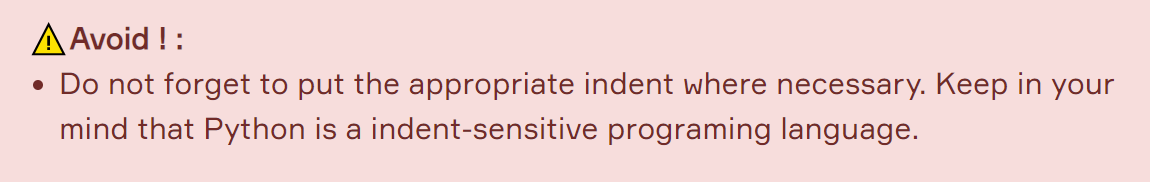 ⚠Avoid ! :
• Do not forget to put the appropriate indent where necessary. Keep in your
mind that Python is a indent-sensitive programing language.